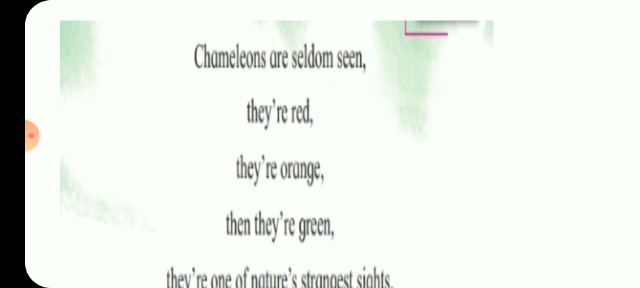 Chameleons are seldom seen,
they're red,
they're orange,
then they're green,
they're one of nature's strangest sights,